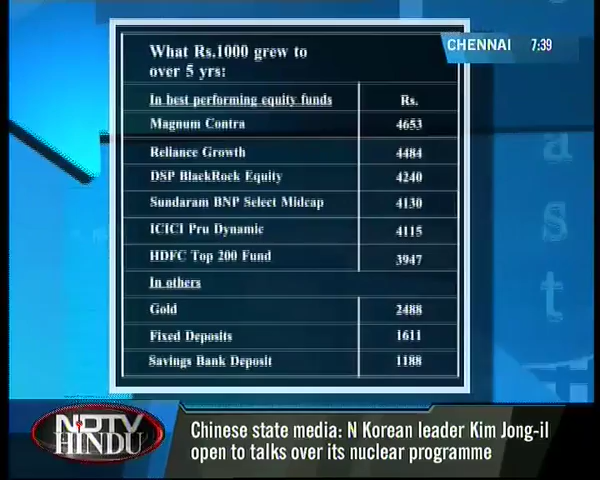 CHENNAI 7:39
What Rs.1000 grew to
over 5 yrs:
In best performing equity funds Rs.
Magnum Contra 4653
Reliance Growth 4484
DSP BlackRock Equity 4240
Sundaram BNP Select Midcap 4130
ICICI Pru Dynamic 4115
HDFC Top 200 Fund 3947
In others
Gold 2488
Fixed Deposits 1611
Savings Bank Deposit 1188
a
s
t
NDTV
HINDU
Chinese state media: N Korean leader Kim Jong-il
open to talks over its nuclear programme